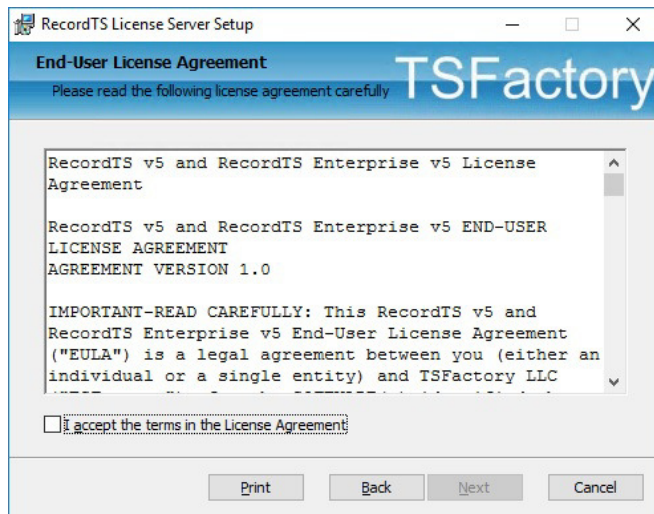 RecordTS License Server Setup
End-User License Agreement
Please read the following license agreement carefully
TSFactory
RecordTS v5 and RecordTS Enterprise v5 License
Agreement
RecordTS v5 and RecordTS Enterprise v5 END-USER
LICENSE AGREEMENT
AGREEMENT VERSION 1.0
IMPORTANT-READ CAREFULLY: This RecordTS v5 and
RecordTS Enterprise v5 End-User License Agreement
("EULA") is a legal agreement between you (either an
individual or a single entity) and TSFactory LLC
I accept the terms in the License Agreement
Print Back Next Cancel